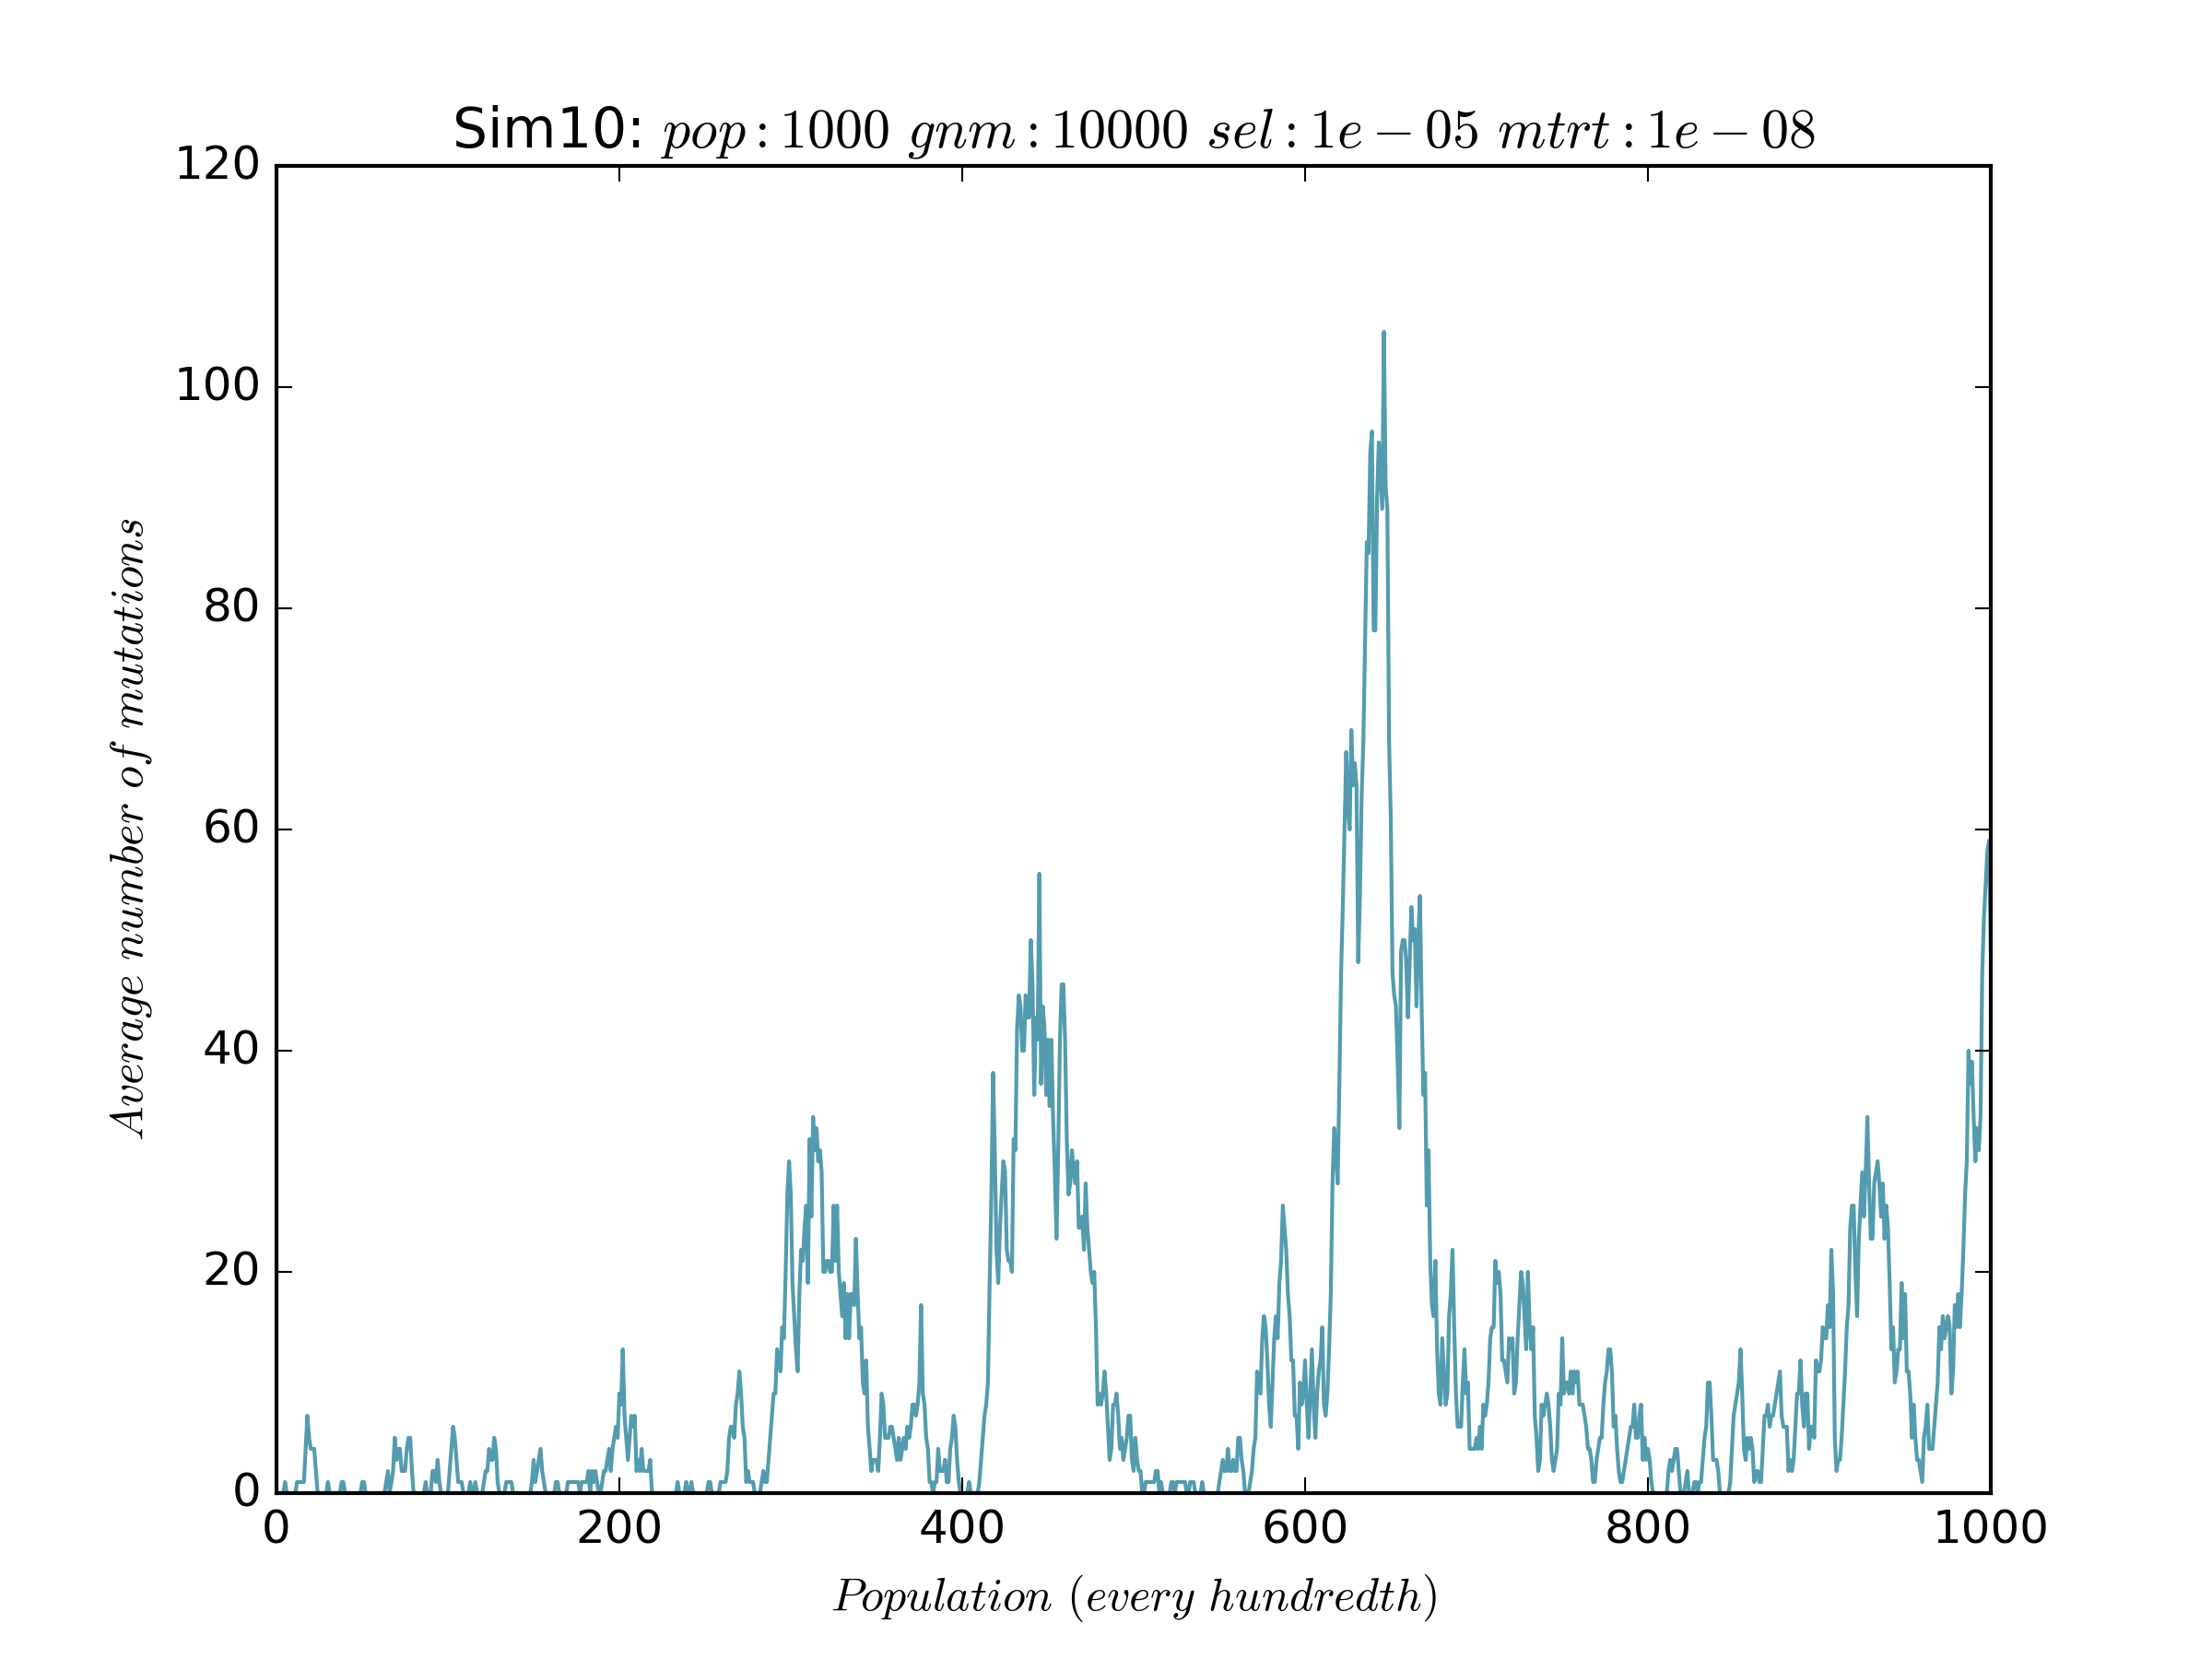 Sim10: pop : 1000 gnm : 10000 sel : 1e − 05 mtrt : 1e − 08
120
100
80
60
40
20
0
Average number of mutations
0 200 400 600 800 1000
Population (every hundredth)